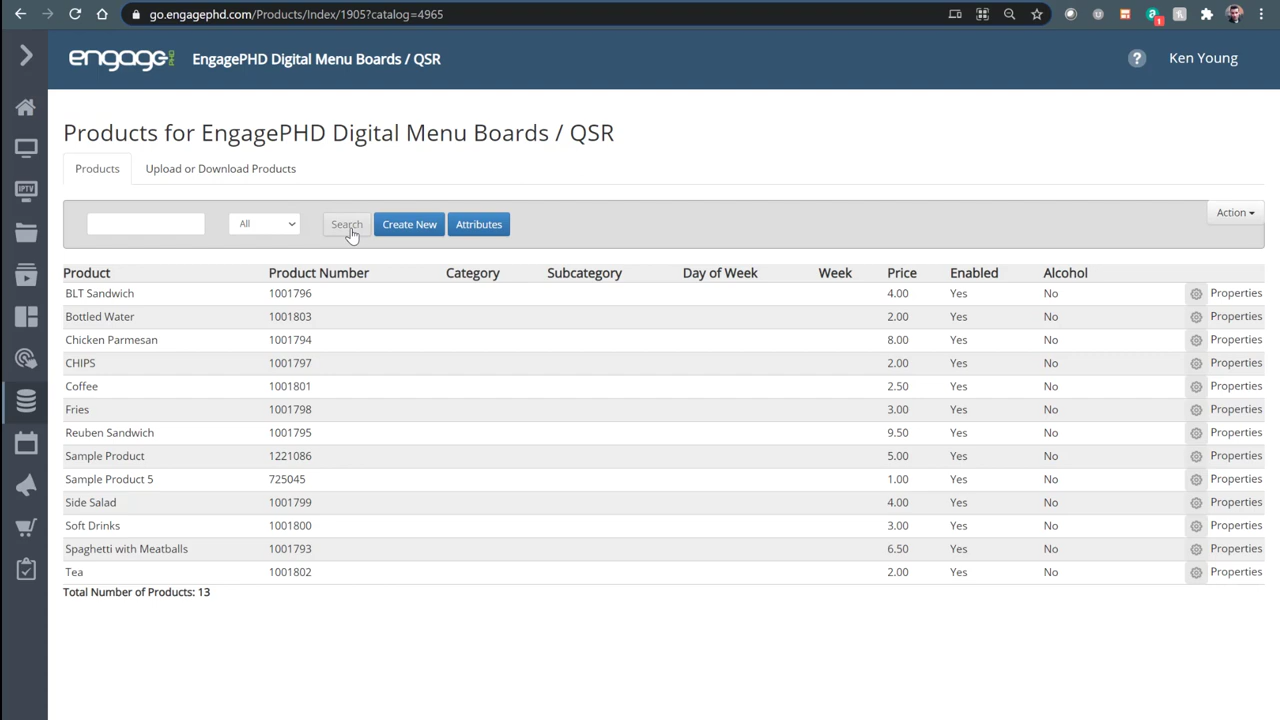 go.engagephd.com/Products/Index/1905?catalog=4965
engage PHD EngagePHD Digital Menu Boards / QSR ? Ken Young
IPTV
Products for EngagePHD Digital Menu Boards / QSR
Products Upload or Download Products
All Search Create New Attributes Action
Product Product Number Category Subcategory Day of Week Week Price Enabled Alcohol
BLT Sandwich 1001796 4.00 Yes No Properties
Bottled Water 1001803 2.00 Yes No Properties
Chicken Parmesan 1001794 8.00 Yes No Properties
CHIPS 1001797 2.00 Yes No Properties
Coffee 1001801 2.50 Yes No Properties
Fries 1001798 3.00 Yes No Properties
Reuben Sandwich 1001795 9.50 Yes No Properties
Sample Product 1221086 5.00 Yes No Properties
Sample Product 5 725045 1.00 Yes No Properties
Side Salad 1001799 4.00 Yes No Properties
Soft Drinks 1001800 3.00 Yes No Properties
Spaghetti with Meatballs 1001793 6.50 Yes No Properties
Tea 1001802 2.00 Yes No Properties
Total Number of Products: 13